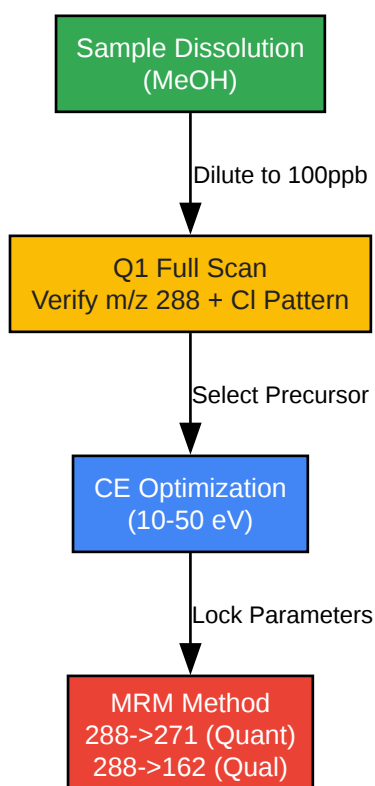 Sample Dissolution
(MeOH)
Dilute to 100ppb
Q1 Full Scan
Verify m/z 288 + Cl Pattern
Select Precursor
CE Optimization
(10-50 eV)
Lock Parameters
MRM Method
288->271 (Quant)
288->162 (Qual)